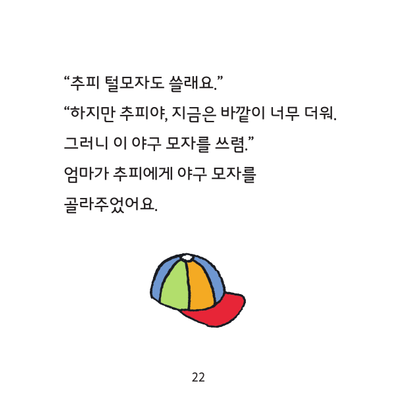 “추피 털모자도 쓸래요.”
“하지만 추피야, 지금은 바깥이 너무 더워.
그러니 이 야구 모자를 쓰렴.”
엄마가 추피에게 야구 모자를
골라주었어요.
22